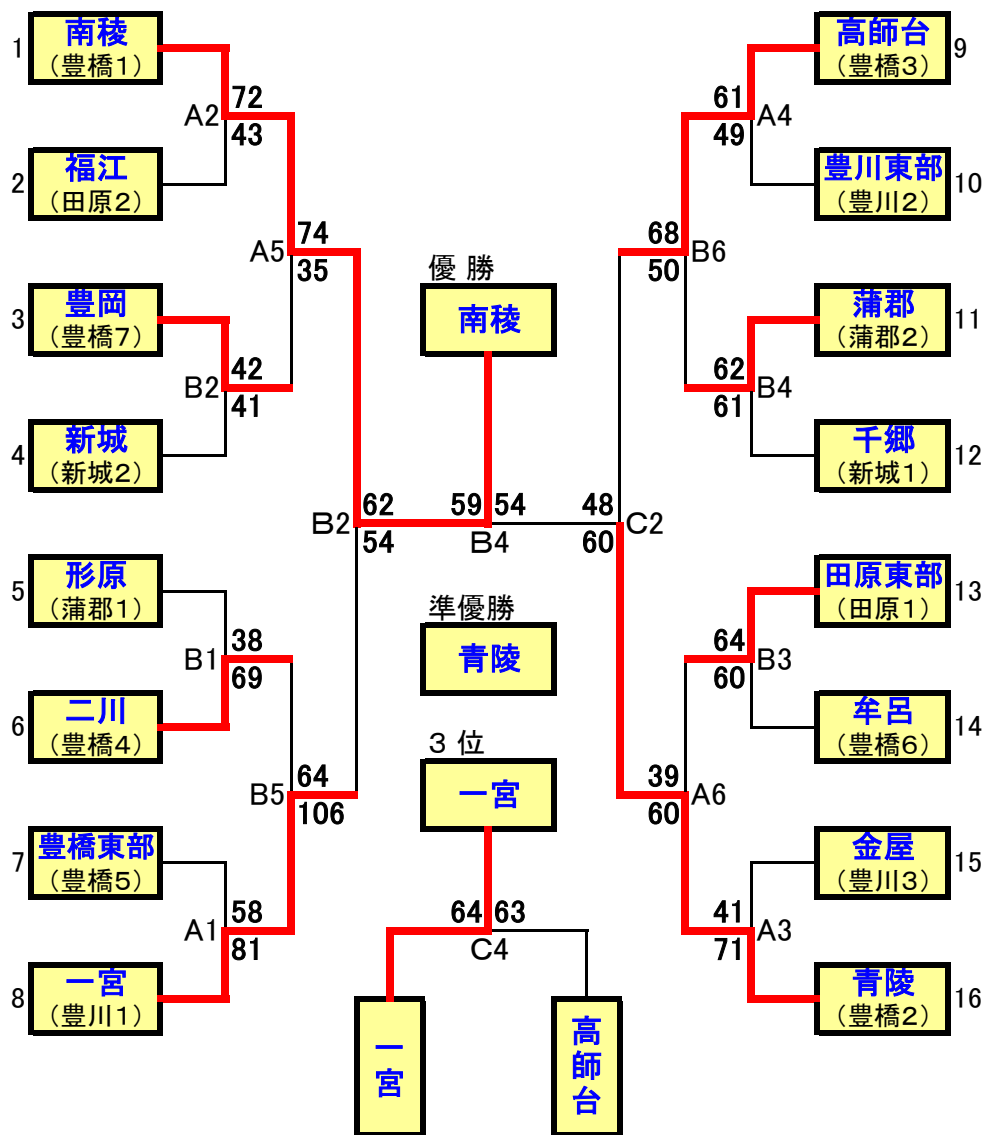 1
南稜
(豊橋1)
A2
72
43
2
福江
(田原2)
A5
74
35
3
豊岡
(豊橋7)
B2
42
41
4
新城
(新城2)
B2
62
54
5
形原
(蒲郡1)
B1
38
69
6
二川
(豊橋4)
B5
64
106
7
豊橋東部
(豊橋5)
A1
58
81
8
一宮
(豊川1)
優 勝
南稜
59 54
B4
準優勝
青陵
3 位
一宮
64 63
C4
一宮
高師台
高師台
(豊橋3)
9
61
49
A4
豊川東部
(豊川2)
10
68
50
B6
蒲郡
(蒲郡2)
11
62
61
B4
千郷
(新城1)
12
48
60
C2
田原東部
(田原1)
13
64
60
B3
牟呂
(豊橋6)
14
39
60
A6
金屋
(豊川3)
15
41
71
A3
青陵
(豊橋2)
16